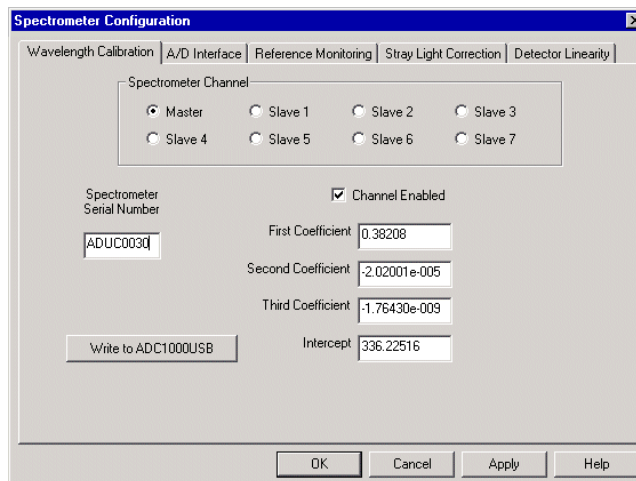 Spectrometer Configuration
Wavelength Calibration A/D Interface Reference Monitoring Stray Light Correction Detector Linearity
Spectrometer Channel
Master Slave 1 Slave 2 Slave 3
Slave 4 Slave 5 Slave 6 Slave 7
Spectrometer
Serial Number
Channel Enabled
ADUC0030
First Coefficient 0.38208
Second Coefficient -2.02001e-005
Third Coefficient -1.76430e-009
Write to ADC1000USB
Intercept 336.22516
OK Cancel Apply Help